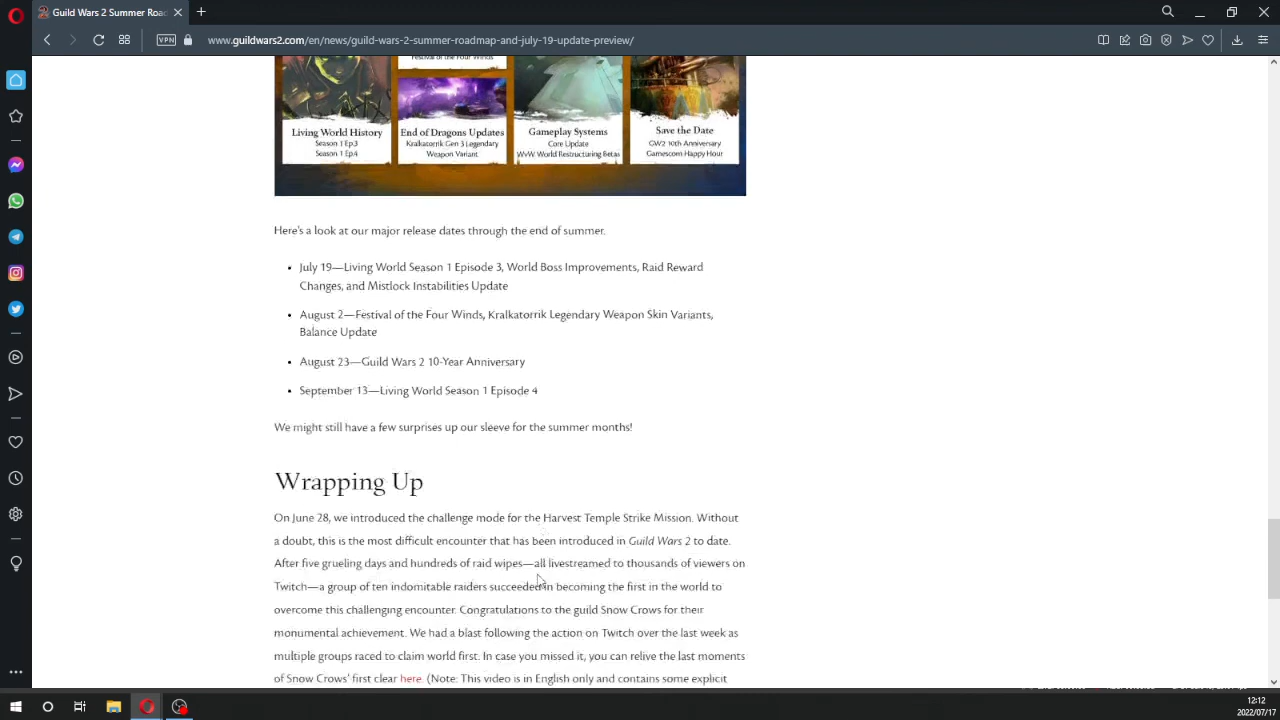 Guild Wars 2 Summer Roa
VPN
www.guildwars2.com/en/news/guild-wars-2-summer-roadmap-and-july-19-update-preview/
Festival of the Four Winds
Living World History
Season 1 Ep.3
Season 1 Ep.4
End of Dragons Updates
Kralkatorrik Gen 3 Legendary
Weapon Variant
Gameplay Systems
Core Update
WvW World Restructuring Betas
Save the Date
GW2 10th Anniversary
Gamescom Happy Hour
Here's a look at our major release dates through the end of summer.
• July 19—Living World Season 1 Episode 3, World Boss Improvements, Raid Reward
Changes, and Mistlock Instabilities Update
• August 2—Festival of the Four Winds, Kralkatorrik Legendary Weapon Skin Variants,
Balance Update
• August 23—Guild Wars 2 10-Year Anniversary
• September 13—Living World Season 1 Episode 4
We might still have a few surprises up our sleeve for the summer months!
Wrapping Up
On June 28, we introduced the challenge mode for the Harvest Temple Strike Mission. Without
a doubt, this is the most difficult encounter that has been introduced in Guild Wars 2 to date.
After five grueling days and hundreds of raid wipes—all livestreamed to thousands of viewers on
Twitch—a group of ten indomitable raiders succeeded in becoming the first in the world to
overcome this challenging encounter. Congratulations to the guild Snow Crows for their
monumental achievement. We had a blast following the action on Twitch over the last week as
multiple groups raced to claim world first. In case you missed it, you can relive the last moments
of Snow Crows' first clear here. (Note: This video is in English only and contains some explicit
12:12
2022/07/17